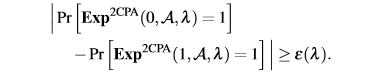 | Pr[Exp^2CPA(0, 𝒜, λ) = 1]
− Pr[Exp^2CPA(1, 𝒜, λ) = 1] | ≥ ε(λ).